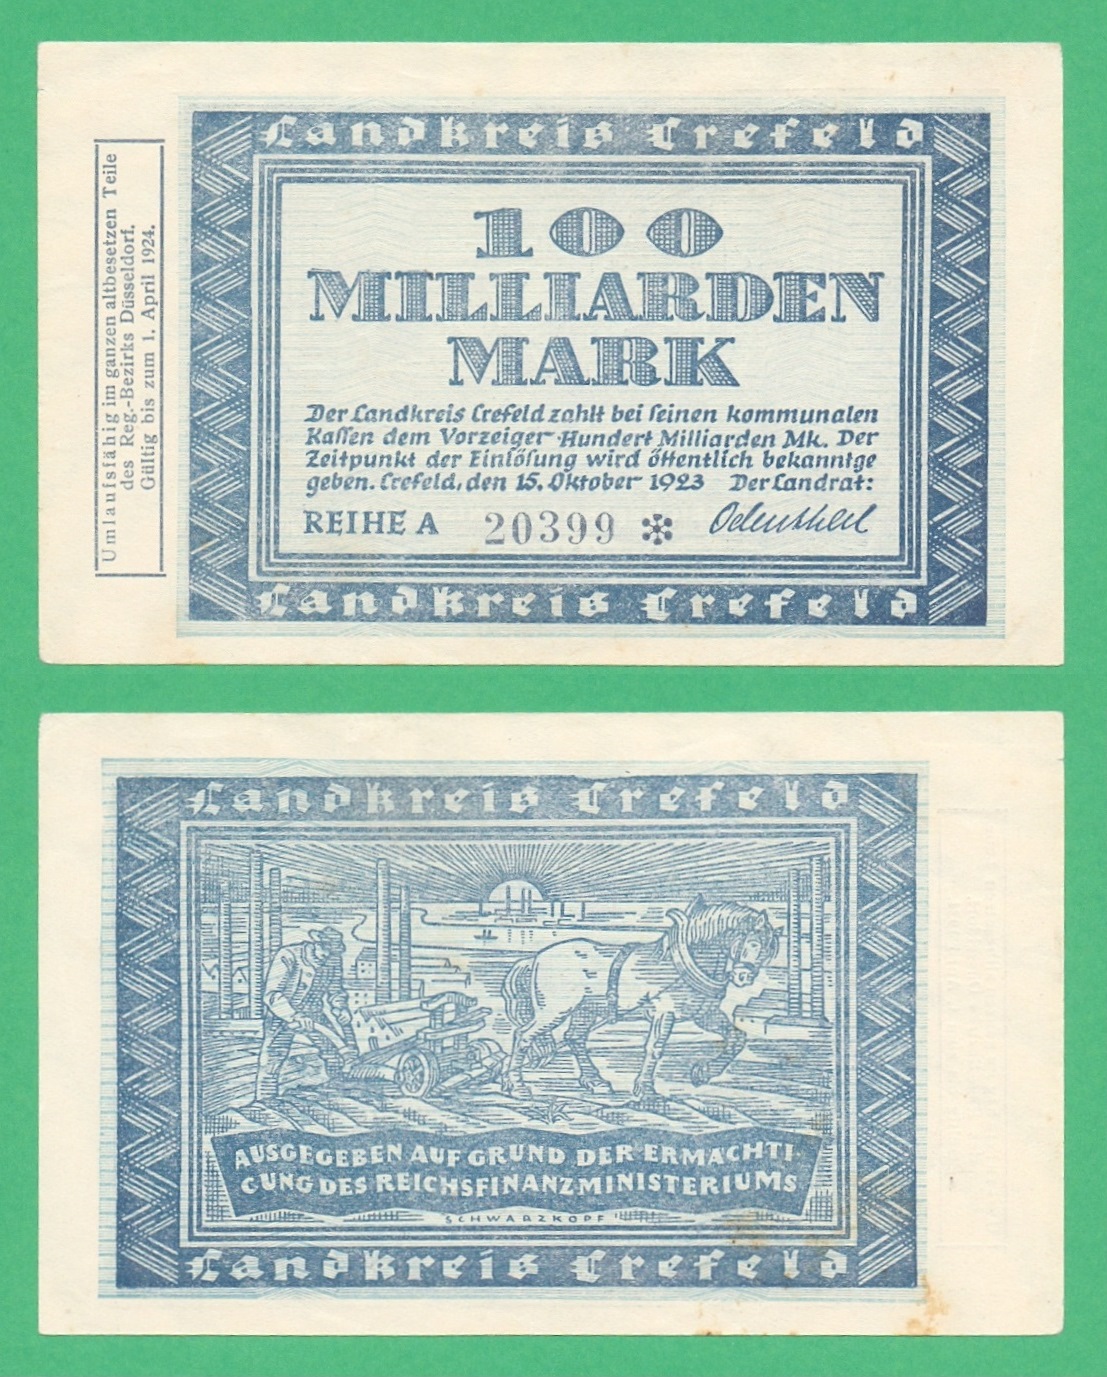 Landkreis Crefeld
100
MILLIARDEN
MARK
Der Landkreis Crefeld zahlt bei seinen kommunalen
Kassen dem Vorzeiger Hundert Milliarden Mk. Der
Zeitpunkt der Einlösung wird öffentlich bekanntge
geben. Crefeld, den 15. Oktober 1923 Der Landrat:
REIHE A 20399
Landkreis Crefeld
Umlaufsfähig im ganzen altbesetzen Teile
des Reg.-Bezirks Düsseldorf.
Gültig bis zum 1. April 1924.
Landkreis Crefeld
AUSGEGEBEN AUF GRUND DER ERMÄCHTI-
GUNG DES REICHSFINANZMINISTERIUMS
SCHWARZKOPF
Landkreis Crefeld